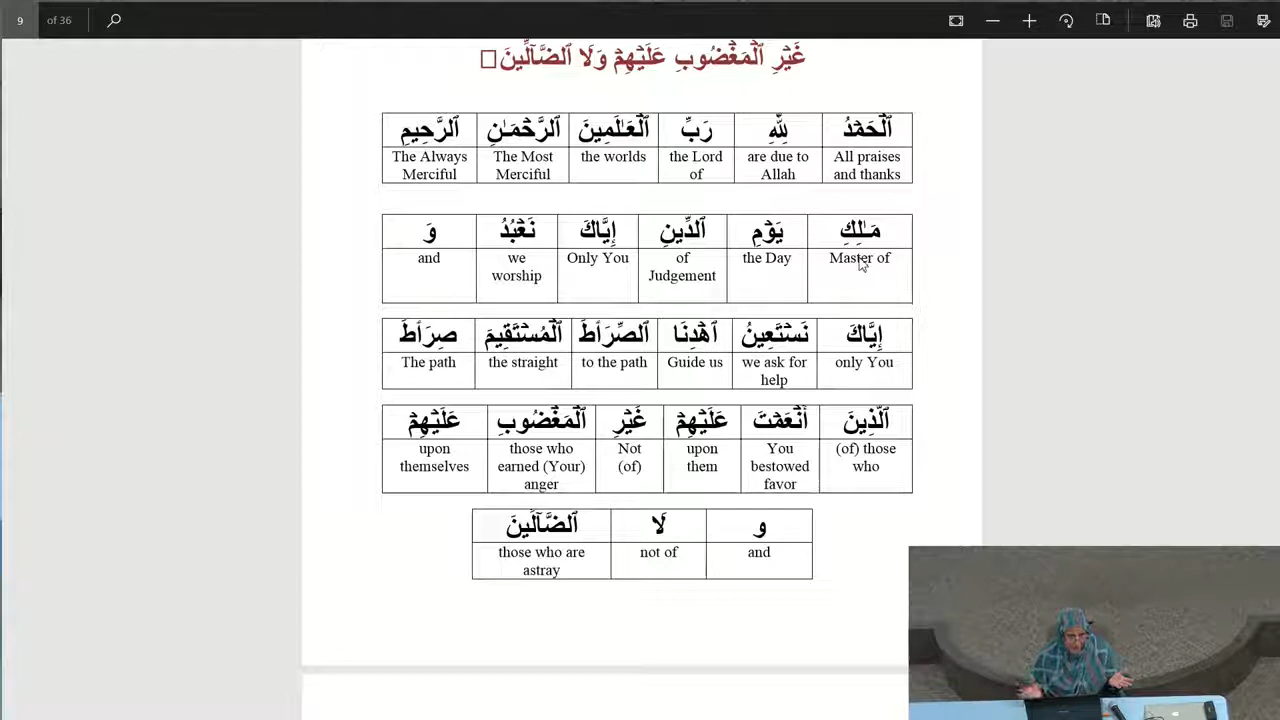 9 of 36
غَيۡرِ ٱلۡمَغۡضُوبِ عَلَيۡهِمۡ وَلَا ٱلضَّآلِّينَ
ٱلۡحَمۡدُ لِلَّهِ رَبِّ ٱلۡعَـٰلَمِينَ ٱلرَّحۡمَـٰنِ ٱلرَّحِيمِ
All praises and thanks
are due to Allah
the Lord of
the worlds
The Most Merciful
The Always Merciful
مَـٰلِكِ يَوۡمِ ٱلدِّينِ إِيَّاكَ نَعۡبُدُ وَ
Master of
the Day
of Judgement
Only You
we worship
and
إِيَّاكَ نَسۡتَعِينُ ٱهۡدِنَا ٱلصِّرَٲطَ ٱلۡمُسۡتَقِيمَ صِرَٲطَ
only You
we ask for help
Guide us
to the path
the straight
The path
ٱلَّذِينَ أَنۡعَمۡتَ عَلَيۡهِمۡ غَيۡرِ ٱلۡمَغۡضُوبِ عَلَيۡهِمۡ
(of) those who
You bestowed favor
upon them
Not (of)
those who earned (Your) anger
upon themselves
و لَا ٱلضَّآلِّينَ
and
not of
those who are astray